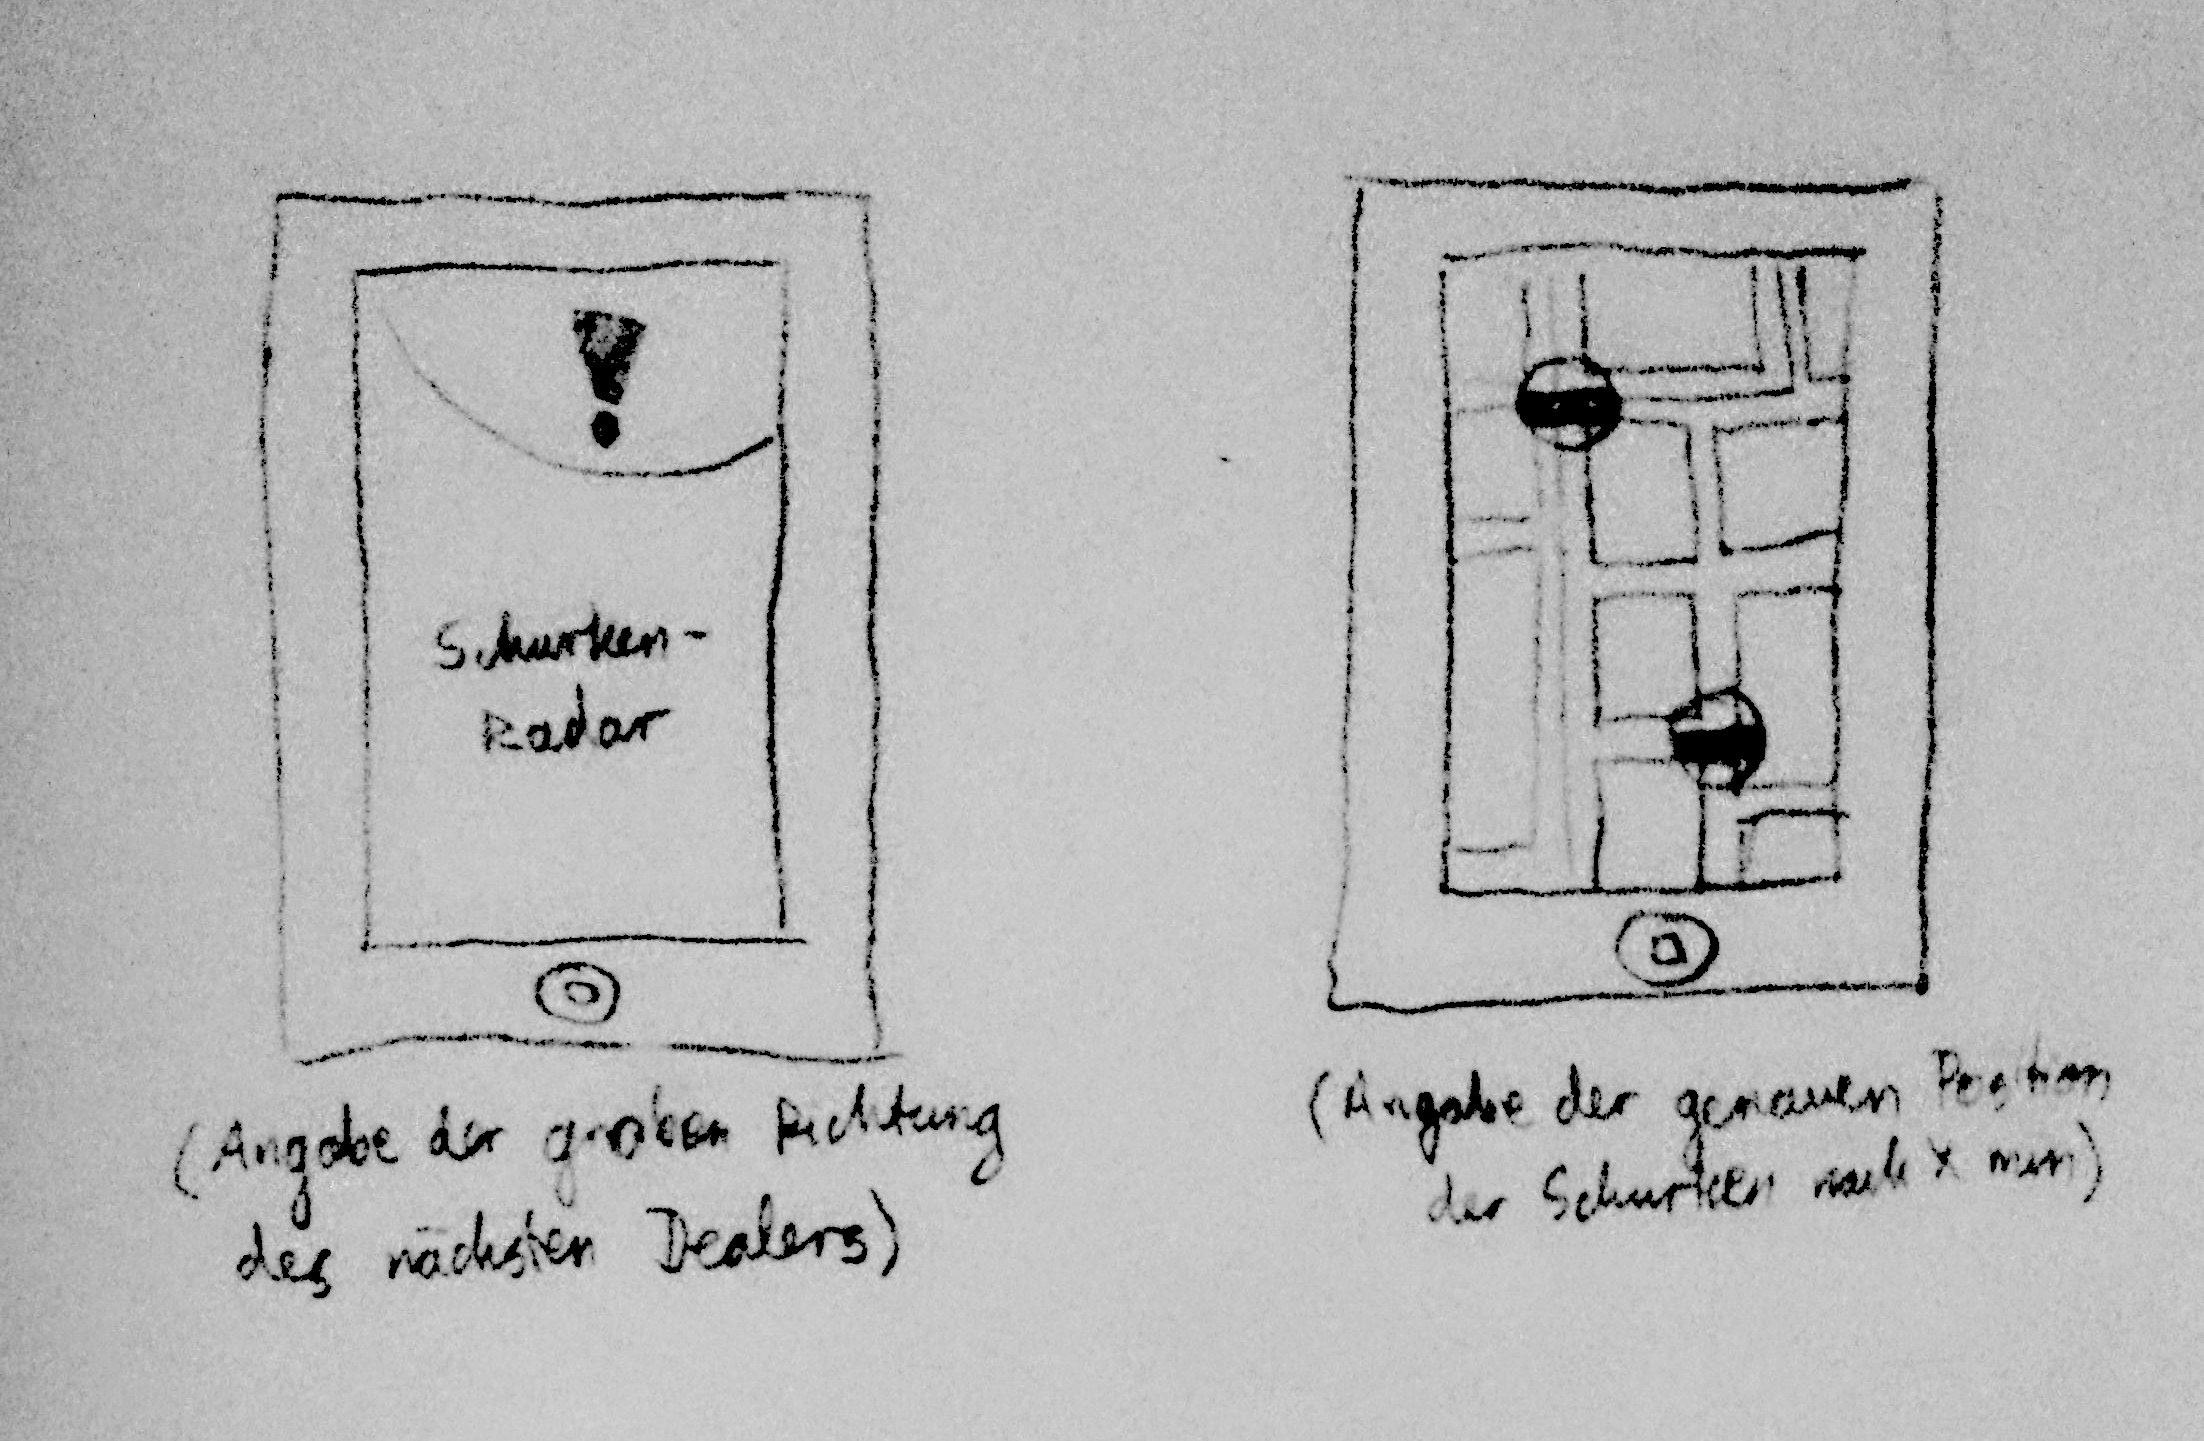 Schurken-
Radar
(Angabe der groben Richtung
des nächsten Dealers)
(Angabe der genauen Position
der Schurken nach X min)